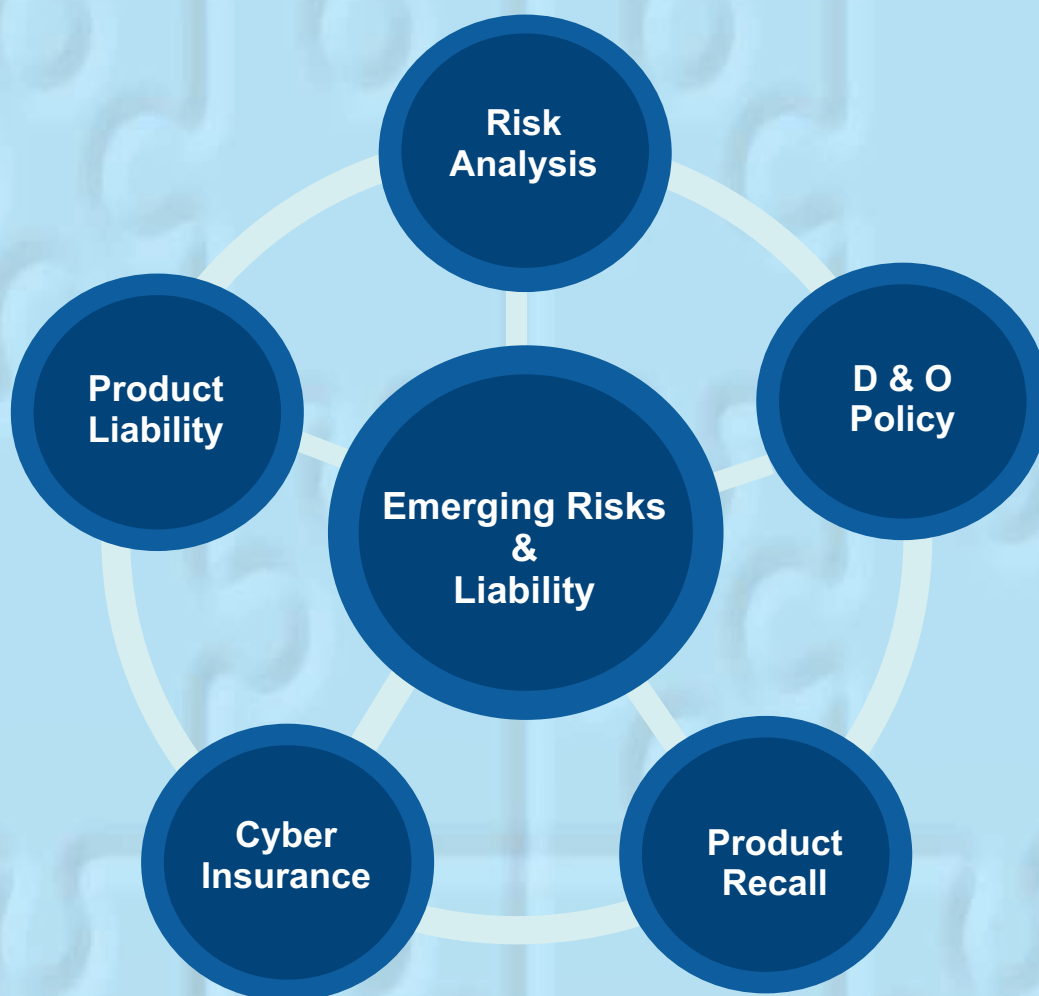 Risk
Analysis
Product
Liability
D & O
Policy
Emerging Risks
&
Liability
Cyber
Insurance
Product
Recall